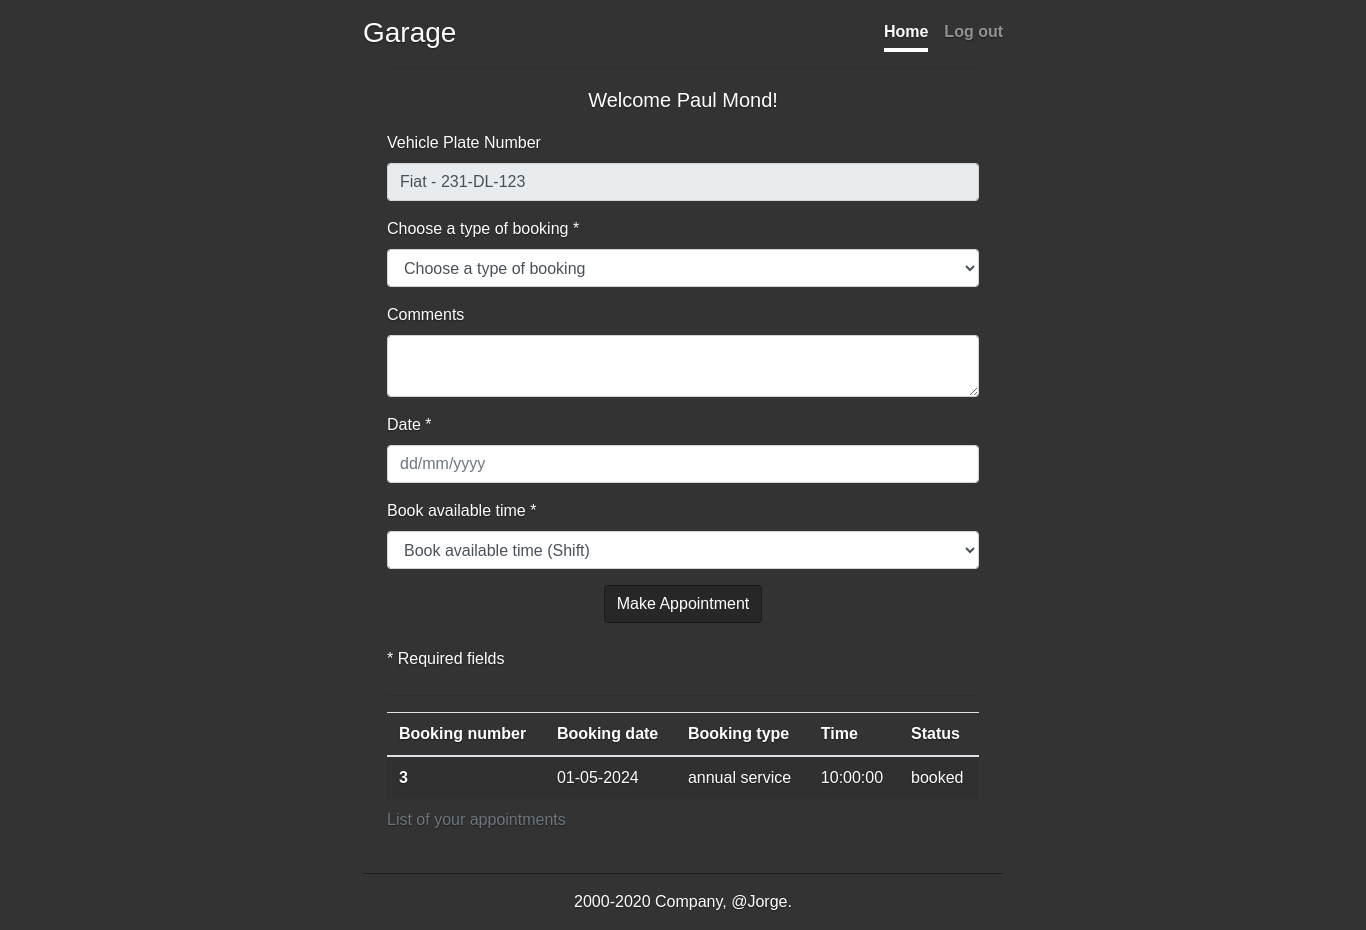 Garage
Home Log out
Welcome Paul Mond!
Vehicle Plate Number
Fiat - 231-DL-123
Choose a type of booking *
Choose a type of booking
Comments
Date *
dd/mm/yyyy
Book available time *
Book available time (Shift)
Make Appointment
* Required fields
Booking number Booking date Booking type Time Status
3 01-05-2024 annual service 10:00:00 booked
List of your appointments
2000-2020 Company, @Jorge.